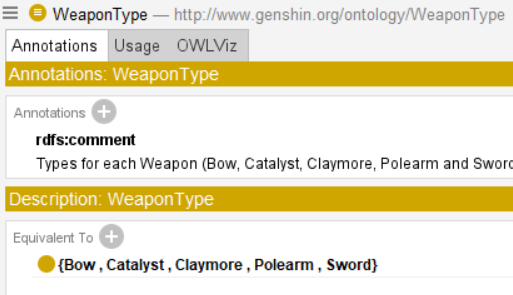 WeaponType — http://www.genshin.org/ontology/WeaponType
Annotations Usage OWLViz
Annotations: WeaponType
Annotations
rdfs:comment
Types for each Weapon (Bow, Catalyst, Claymore, Polearm and Sword
Description: WeaponType
Equivalent To
{Bow , Catalyst , Claymore , Polearm , Sword}